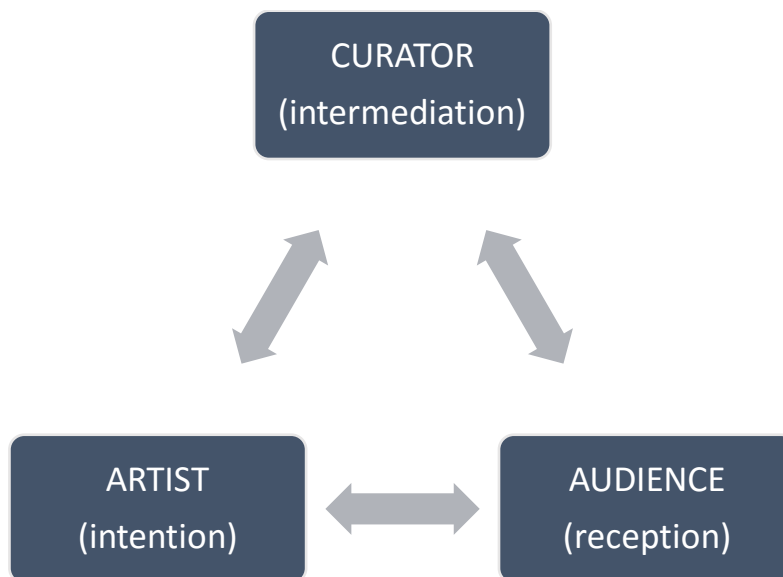 CURATOR
(intermediation)
ARTIST
(intention)
AUDIENCE
(reception)